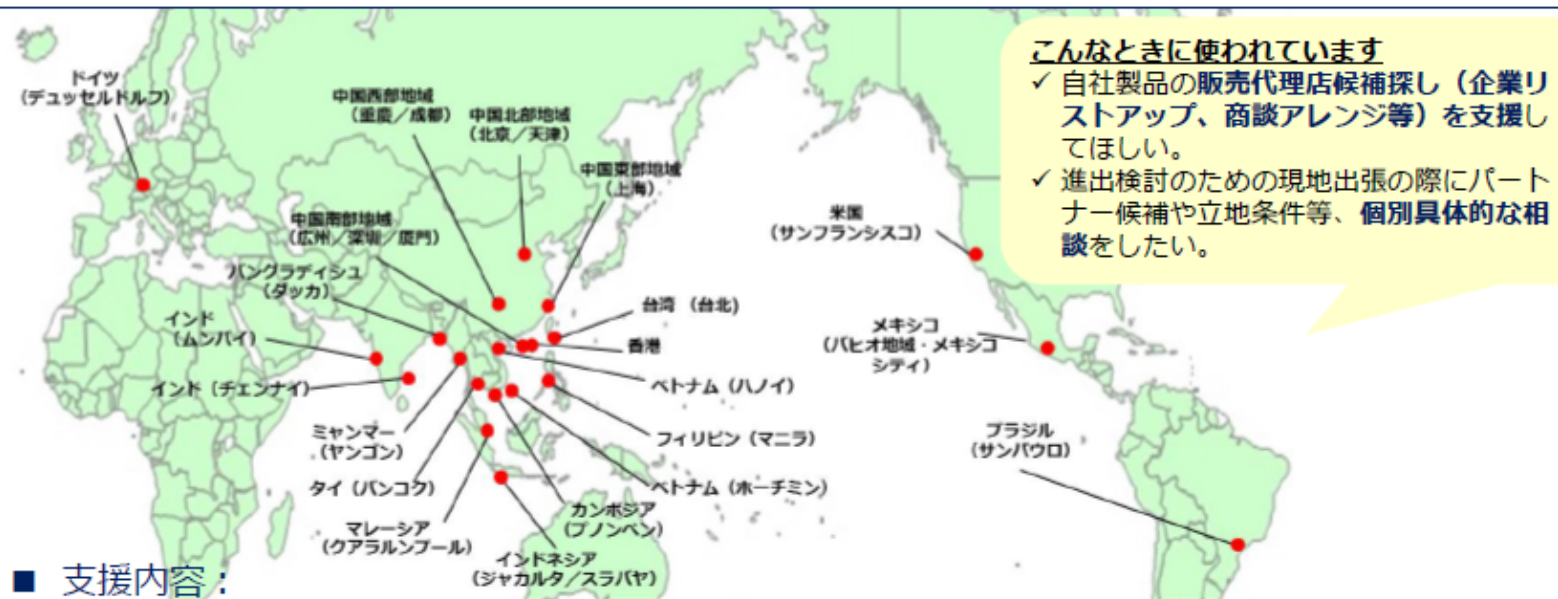 こんなときに使われています
✓ 自社製品の販売代理店候補探し（企業リ
ストアップ、商談アレンジ等）を支援し
てほしい。
✓ 進出検討のための現地出張の際にパート
ナー候補や立地条件等、個別具体的な相
談をしたい。
ドイツ
（デュッセルドルフ）
中国西部地域
（重慶／成都）
中国北部地域
（北京／天津）
中国東部地域
（上海）
中国南部地域
（広州／深圳／厦門）
バングラディシュ
（ダッカ）
インド
（ムンバイ）
インド（チェンナイ）
台湾（台北)
香港
ベトナム（ハノイ）
フィリピン（マニラ）
ベトナム（ホーチミン）
ミャンマー
（ヤンゴン）
タイ（バンコク）
マレーシア
（クアラルンプール）
カンボジア
（プノンペン）
インドネシア
（ジャカルタ／スラバヤ）
米国
（サンフランシスコ）
メキシコ
（バヒオ地域・メキシコ
シティ）
ブラジル
（サンパウロ）
■ 支援内容：